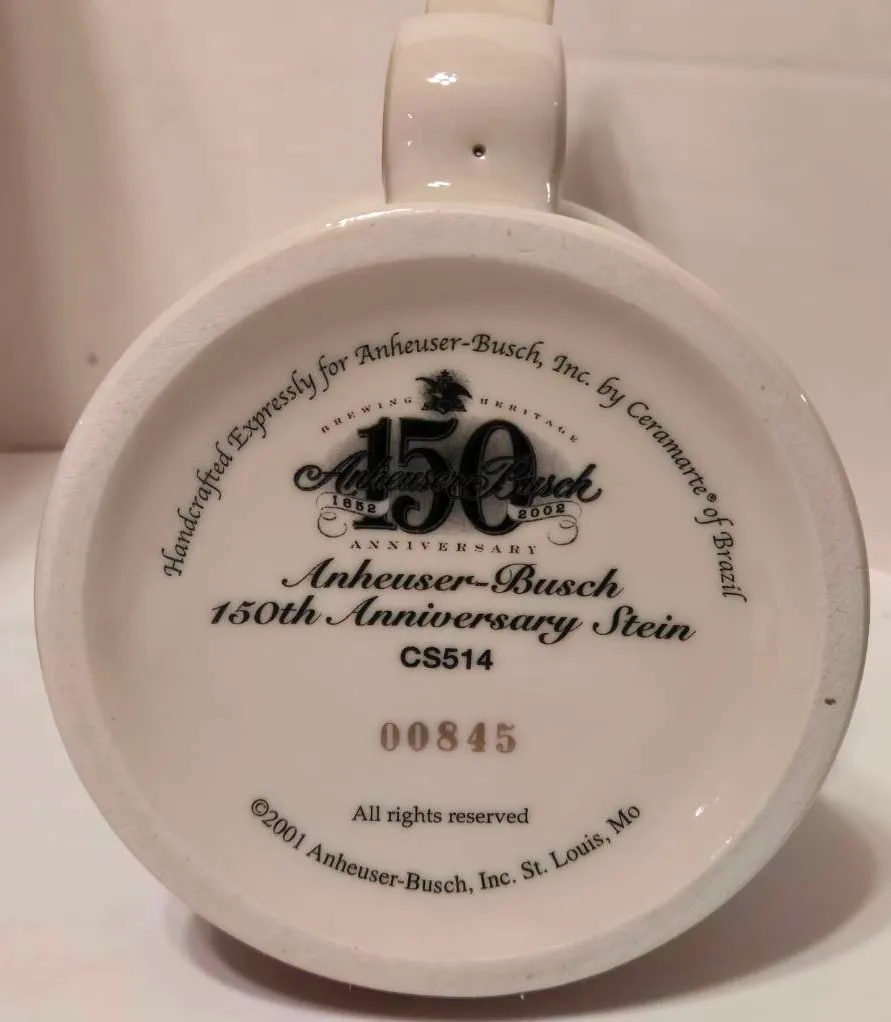 Handcrafted Expressly for Anheuser-Busch, Inc. by Ceramarte® of Brazil
BREWING HERITAGE
150
Anheuser Busch
1852 2002
ANNIVERSARY
Anheuser-Busch
150th Anniversary Stein
CS514
00845
All rights reserved
©2001 Anheuser-Busch, Inc. St. Louis, Mo